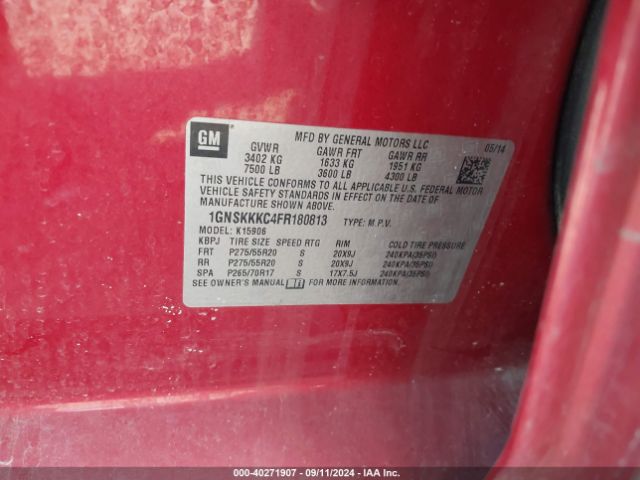 GM
MFD BY GENERAL MOTORS LLC 05/14
GVWR GAWR FRT GAWR RR
3402 KG 1633 KG 1951 KG
7500 LB 3600 LB 4300 LB
THIS VEHICLE CONFORMS TO ALL APPLICABLE U.S. FEDERAL MOTOR
VEHICLE SAFETY STANDARDS IN EFFECT ON THE DATE OF
MANUFACTURE SHOWN ABOVE.
1GNSKKKC4FR180813 TYPE: M.P.V.
MODEL: K15906
KBPJ TIRE SIZE SPEED RTG RIM COLD TIRE PRESSURE
FRT P275/55R20 S 20X9J 240KPA(35PSI)
RR P275/55R20 S 20X9J 240KPA(35PSI)
SPA P265/70R17 S 17X7.5J 240KPA(35PSI)
SEE OWNER'S MANUAL FOR MORE INFORMATION.
000-40271907 - 09/11/2024 - IAA Inc.